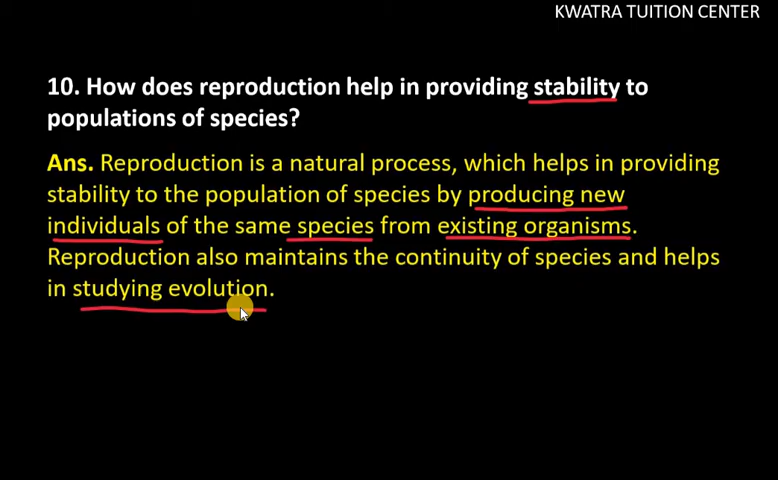 KWATRA TUITION CENTER
10. How does reproduction help in providing stability to
populations of species?
Ans. Reproduction is a natural process, which helps in providing
stability to the population of species by producing new
individuals of the same species from existing organisms.
Reproduction also maintains the continuity of species and helps
in studying evolution.